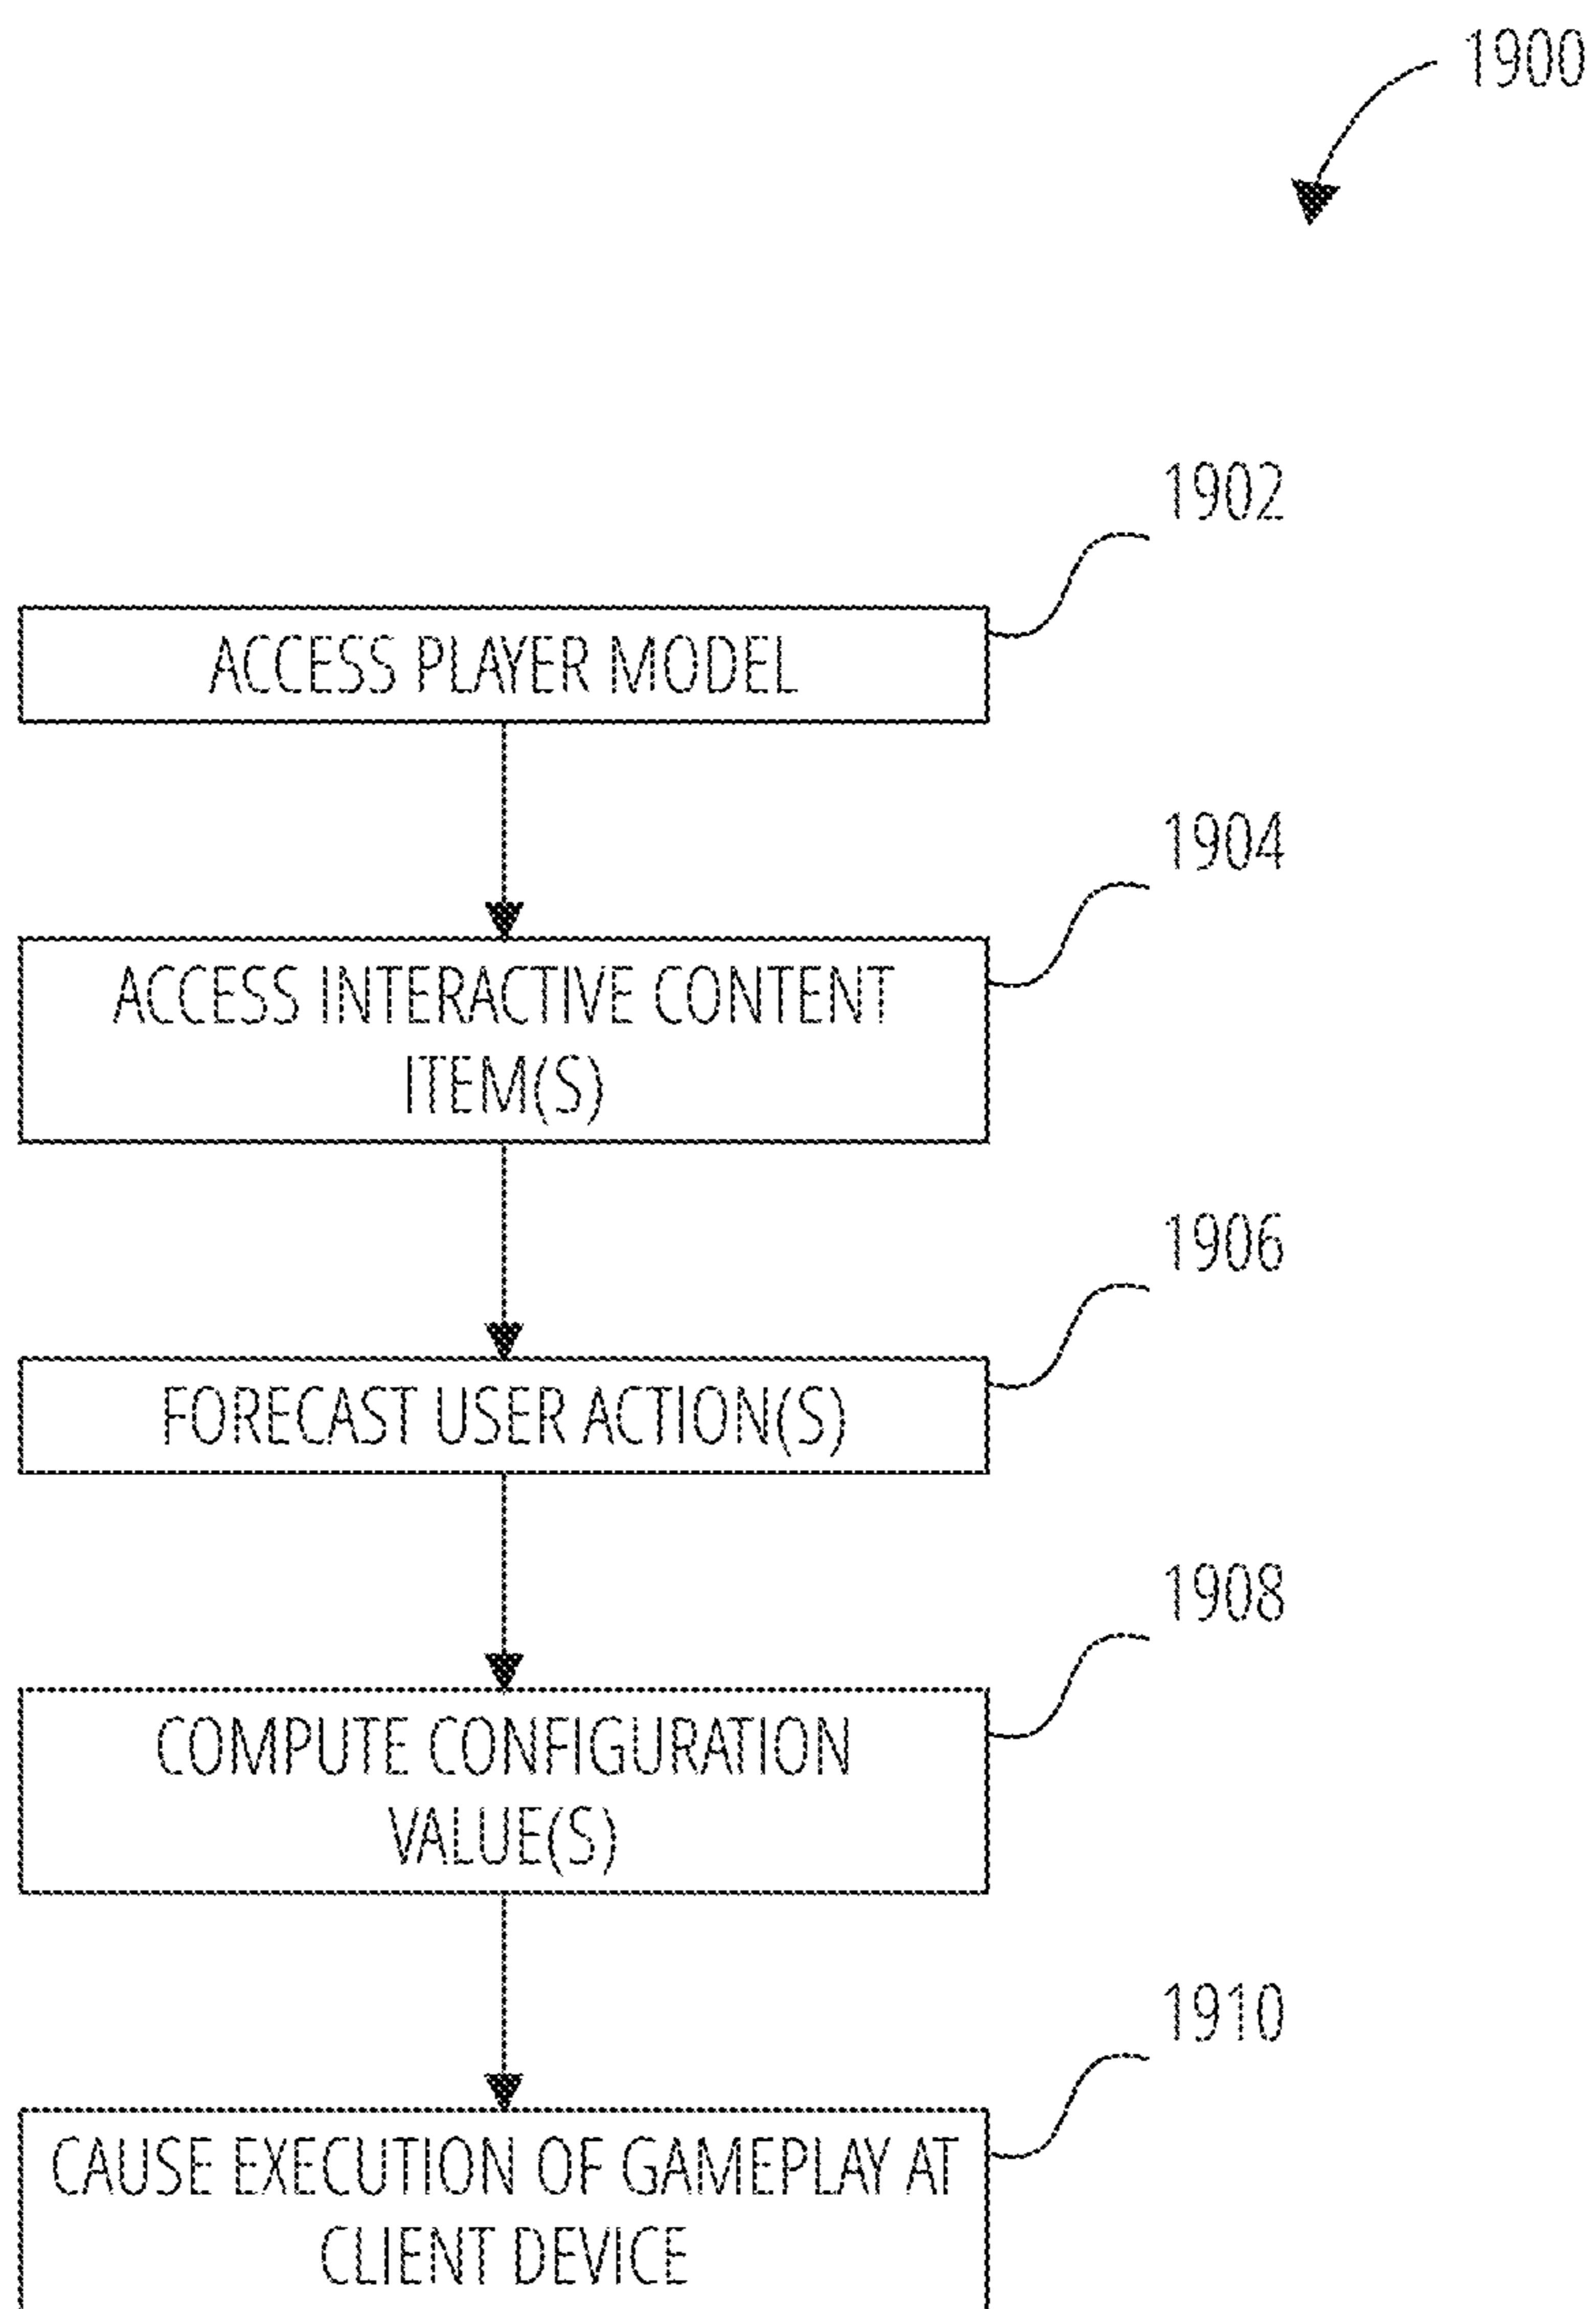 1900
1902
ACCESS PLAYER MODEL
1904
ACCESS INTERACTIVE CONTENT
ITEM(S)
1906
FORECAST USER ACTION(S)
1908
COMPUTE CONFIGURATION
VALUE(S)
1910
CAUSE EXECUTION OF GAMEPLAY AT
CLIENT DEVICE